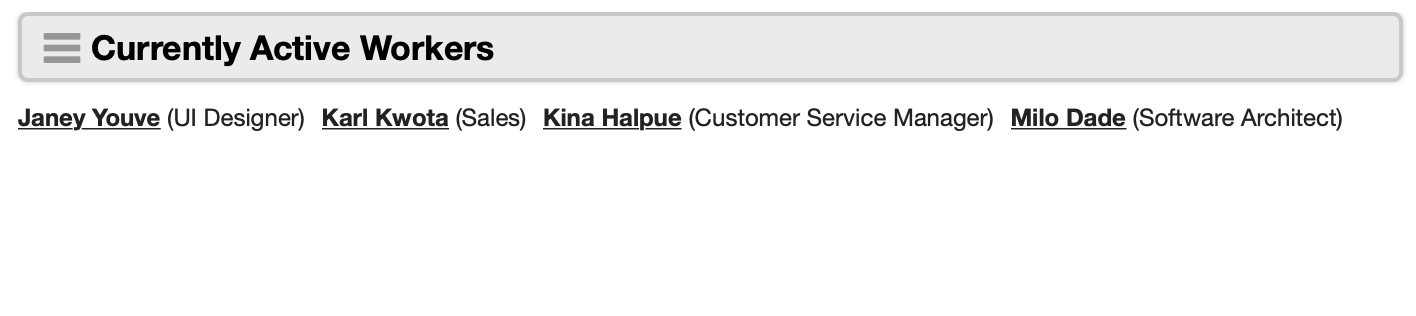 Currently Active Workers
Janey Youve (UI Designer) Karl Kwota (Sales) Kina Halpue (Customer Service Manager) Milo Dade (Software Architect)